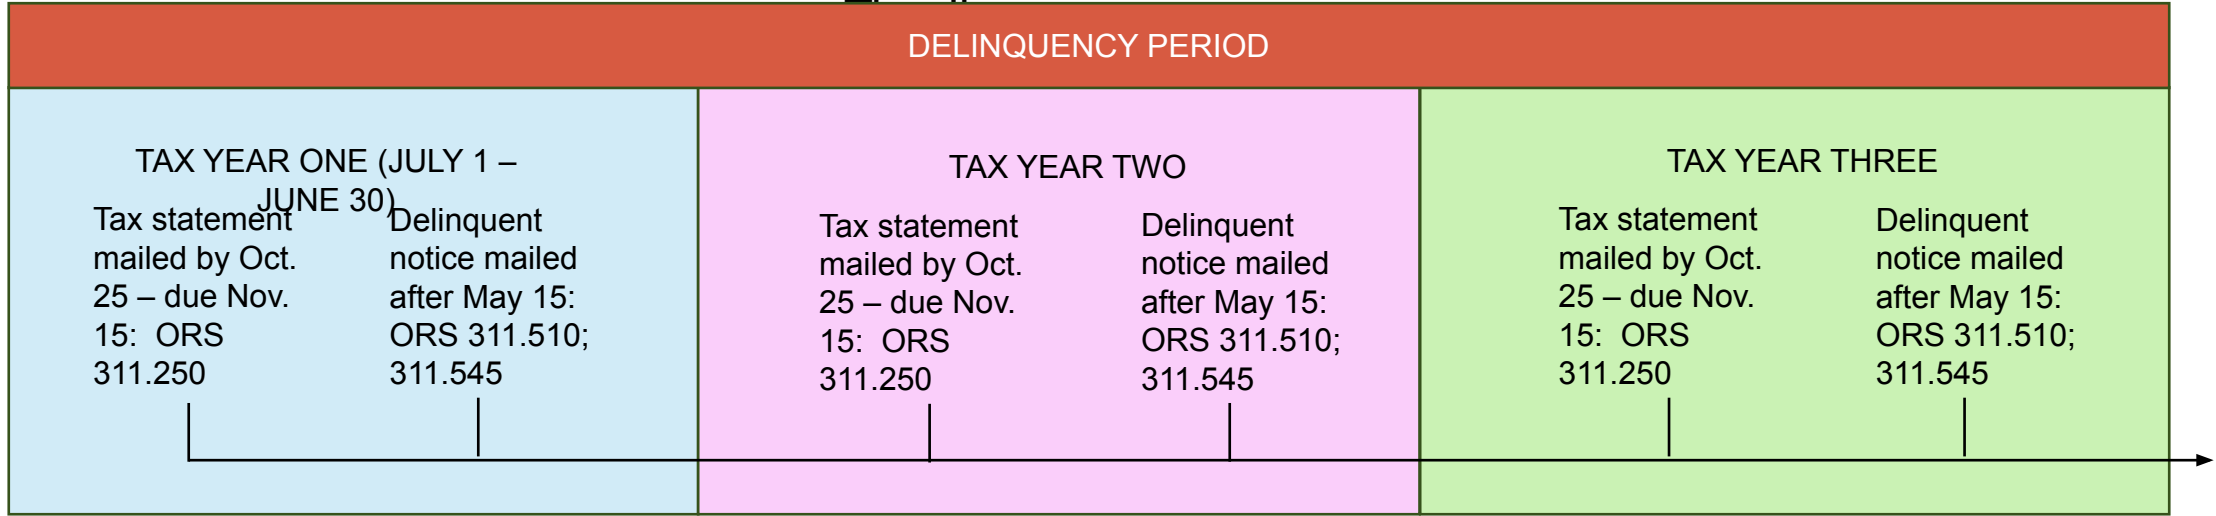 DELINQUENCY PERIOD
TAX YEAR ONE (JULY 1 –
JUNE 30)
Tax statement
mailed by Oct.
25 – due Nov.
15:  ORS
311.250
Delinquent
notice mailed
after May 15:
ORS 311.510;
311.545
TAX YEAR TWO
Tax statement
mailed by Oct.
25 – due Nov.
15:  ORS
311.250
Delinquent
notice mailed
after May 15:
ORS 311.510;
311.545
TAX YEAR THREE
Tax statement
mailed by Oct.
25 – due Nov.
15:  ORS
311.250
Delinquent
notice mailed
after May 15:
ORS 311.510;
311.545